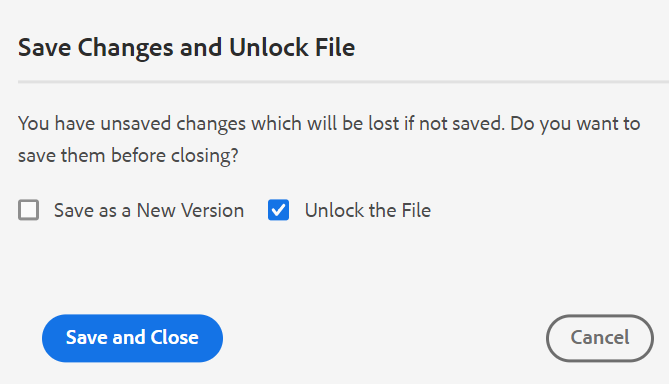 Save Changes and Unlock File
You have unsaved changes which will be lost if not saved. Do you want to
save them before closing?
Save as a New Version Unlock the File
Save and Close Cancel